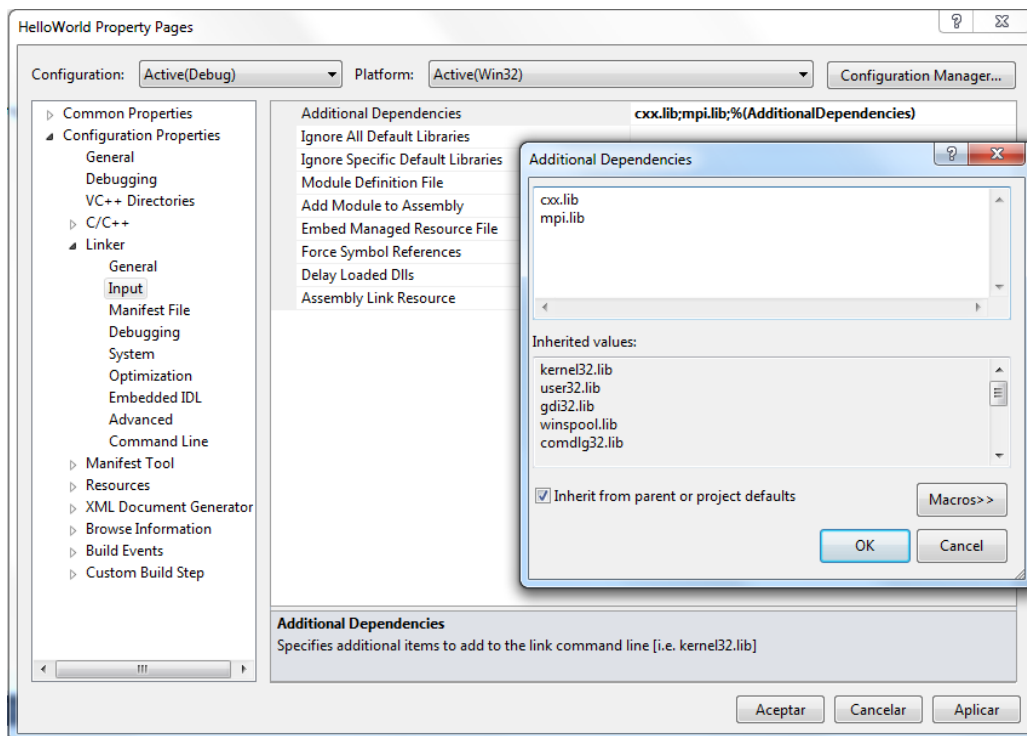 HelloWorld Property Pages
Configuration: Active(Debug) Platform: Active(Win32) Configuration Manager...
Common Properties
Configuration Properties
General
Debugging
VC++ Directories
C/C++
Linker
General
Input
Manifest File
Debugging
System
Optimization
Embedded IDL
Advanced
Command Line
Manifest Tool
Resources
XML Document Generator
Browse Information
Build Events
Custom Build Step
Additional Dependencies cxx.lib;mpi.lib;%(AdditionalDependencies)
Ignore All Default Libraries
Ignore Specific Default Libraries
Module Definition File
Add Module to Assembly
Embed Managed Resource File
Force Symbol References
Delay Loaded Dlls
Assembly Link Resource
Additional Dependencies
cxx.lib
mpi.lib
Inherited values:
kernel32.lib
user32.lib
gdi32.lib
winspool.lib
comdlg32.lib
Inherit from parent or project defaults
Macros>>
OK Cancel
Additional Dependencies
Specifies additional items to add to the link command line [i.e. kernel32.lib]
Aceptar Cancelar Aplicar